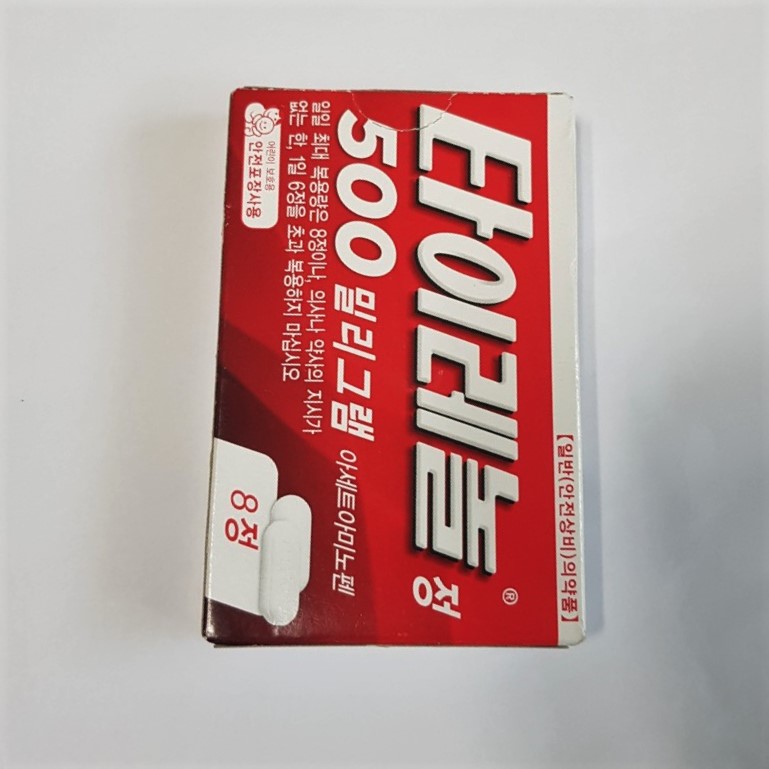 【일반(안전상비)의약품】
타이레놀정®
500 밀리그램 아세트아미노펜
일일 최대 복용량은 8정이나, 의사나 약사의 지시가
없는 한, 1일 6정을 초과 복용하지 마십시오
어린이 보호용
안전포장사용
8정